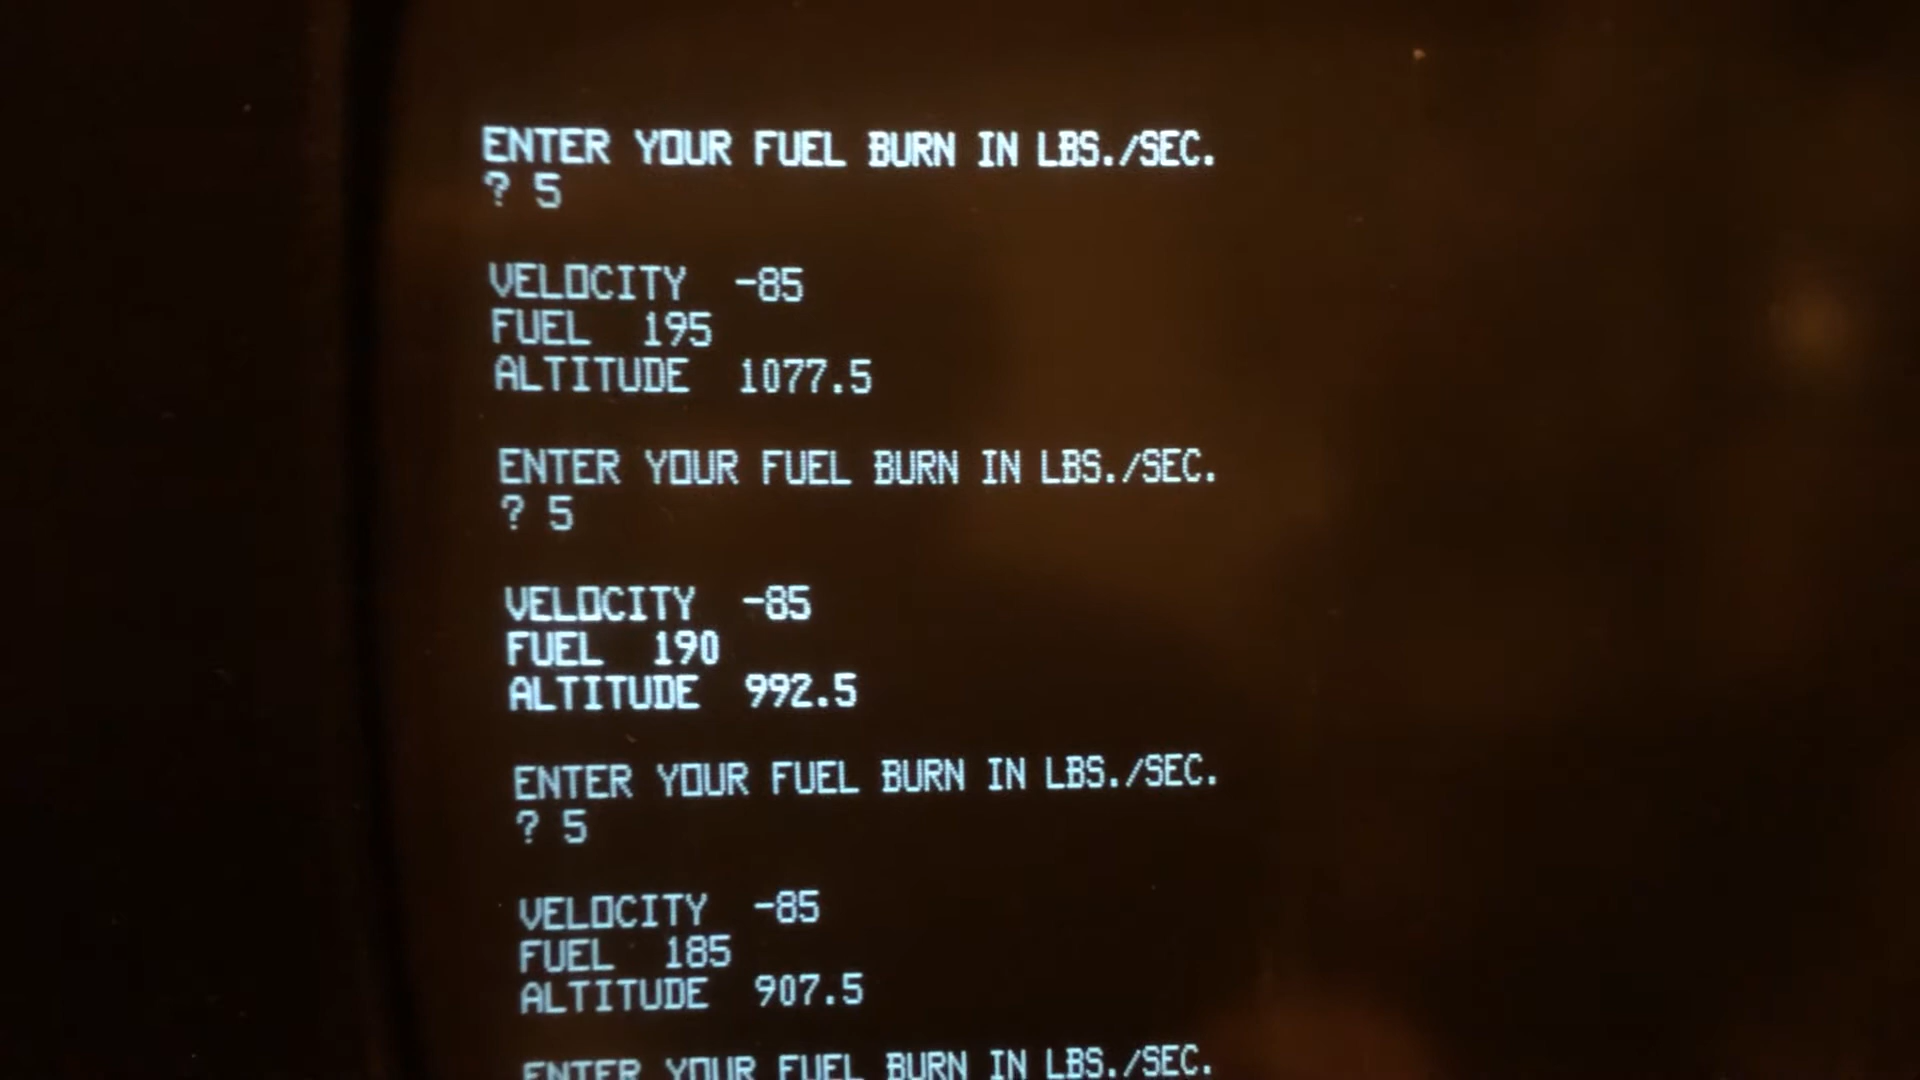 ENTER YOUR FUEL BURN IN LBS./SEC.
? 5
VELOCITY -85
FUEL 195
ALTITUDE 1077.5
ENTER YOUR FUEL BURN IN LBS./SEC.
? 5
VELOCITY -85
FUEL 190
ALTITUDE 992.5
ENTER YOUR FUEL BURN IN LBS./SEC.
? 5
VELOCITY -85
FUEL 185
ALTITUDE 907.5
ENTER YOUR FUEL BURN IN LBS./SEC.